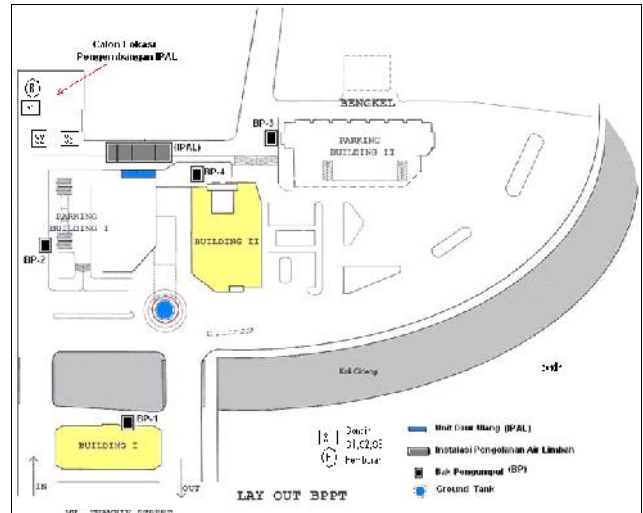 Calon Lokasi
Pengembangan IPAL
BENGKEL
BP-3
PARKING
BUILDING II
(IPAL)
BP-4
PARKING
BUILDING I
BUILDING II
BP-2
Kali Cideng
BP-1
BUILDING I
IN
OUT
LAY OUT BPPT
Unit Daur Ulang (IPAL)
Instalasi Pengolahan Air Limbah
Bak Pengumpul (BP)
Ground Tank